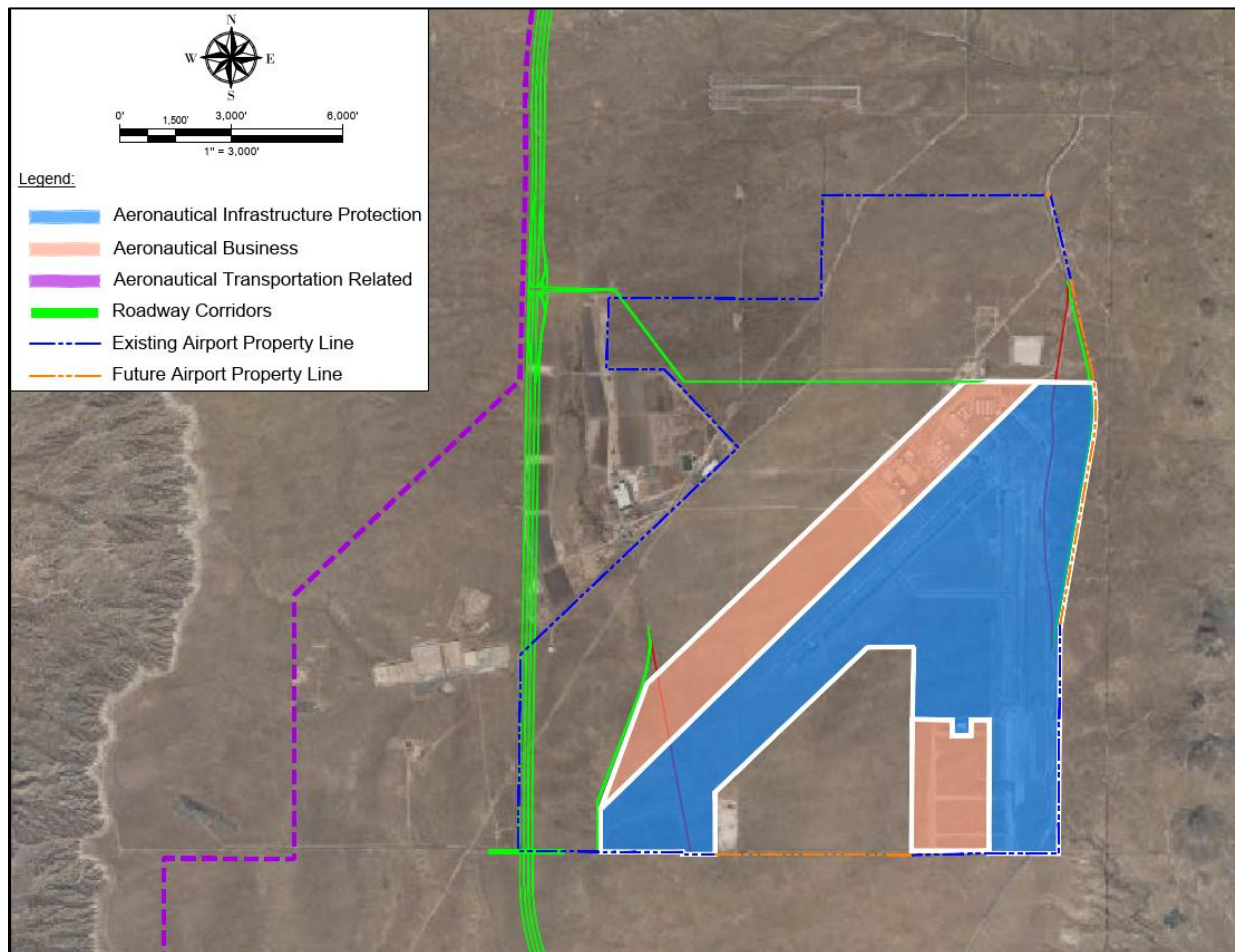 N
W E
S
0' 1,500' 3,000' 6,000'
1" = 3,000'
Legend:
Aeronautical Infrastructure Protection
Aeronautical Business
Aeronautical Transportation Related
Roadway Corridors
Existing Airport Property Line
Future Airport Property Line